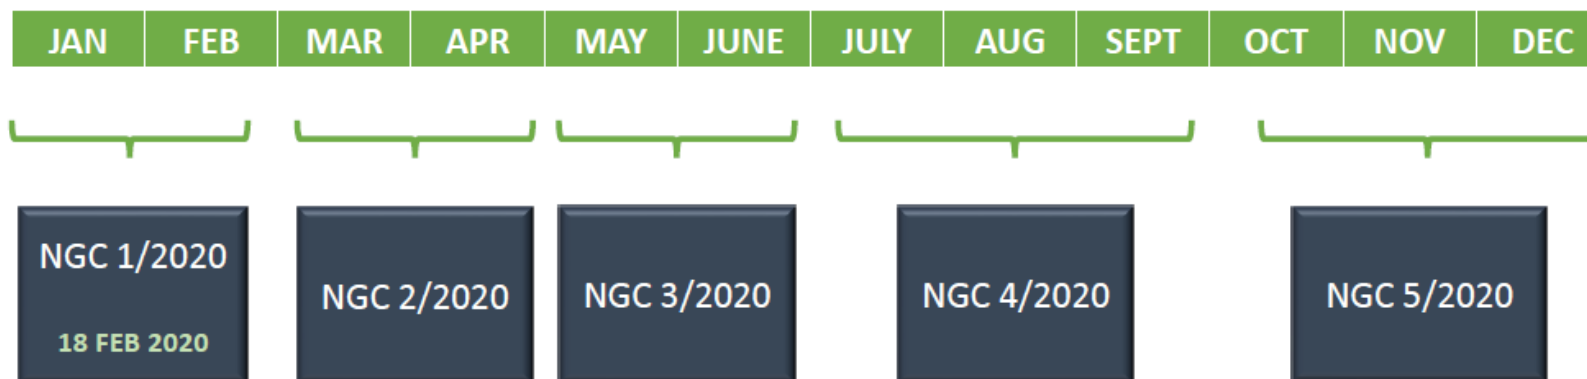 JAN FEB MAR APR MAY JUNE JULY AUG SEPT OCT NOV DEC
NGC 1/2020
18 FEB 2020
NGC 2/2020
NGC 3/2020
NGC 4/2020
NGC 5/2020